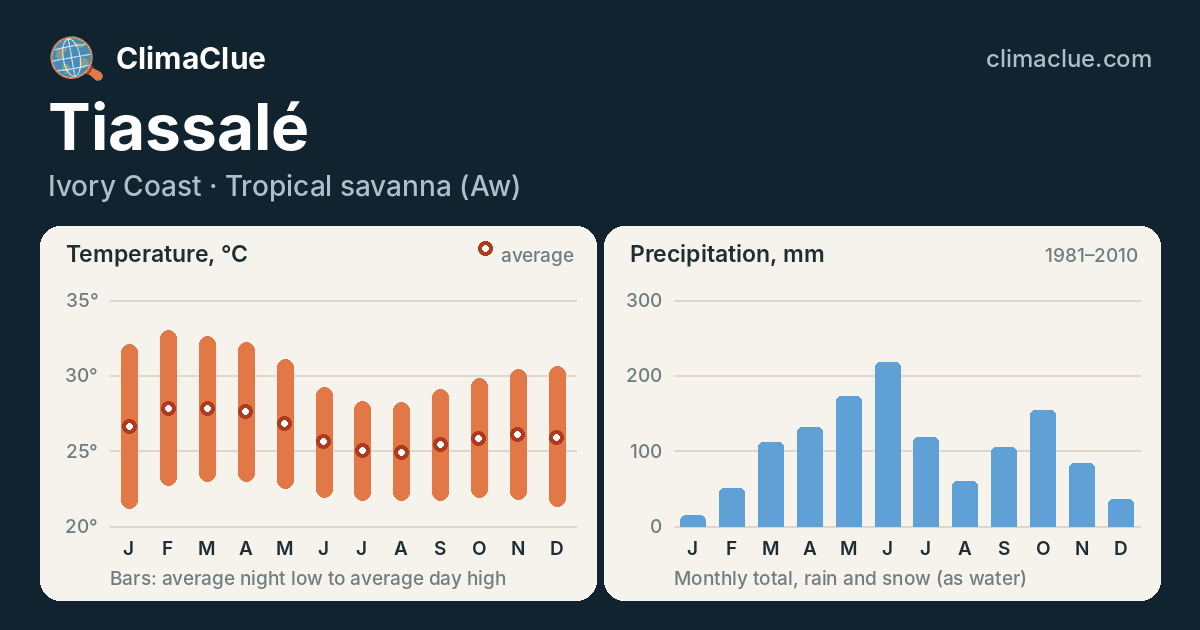 ClimaClue
climaclue.com
Tiassalé
Ivory Coast · Tropical savanna (Aw)
Temperature, °C
average
35°
30°
25°
20°
J F M A M J J A S O N D
Bars: average night low to average day high
Precipitation, mm
1981–2010
300
200
100
0
J F M A M J J A S O N D
Monthly total, rain and snow (as water)